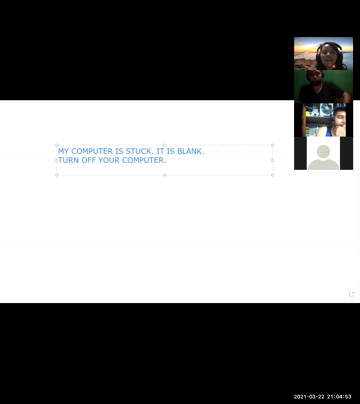 MY COMPUTER IS STUCK. IT IS BLANK.
TURN OFF YOUR COMPUTER.
2021-03-22 21:04:53